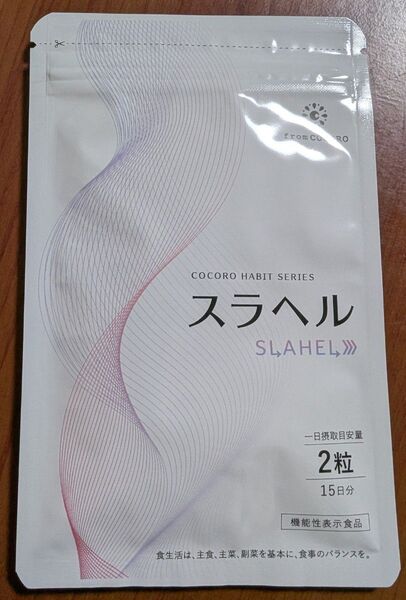 from COCORO
COCORO HABIT SERIES
スラヘル
SLAHEL
一日摂取目安量
2粒
15日分
機能性表示食品
食生活は、主食、主菜、副菜を基本に、食事のバランスを。